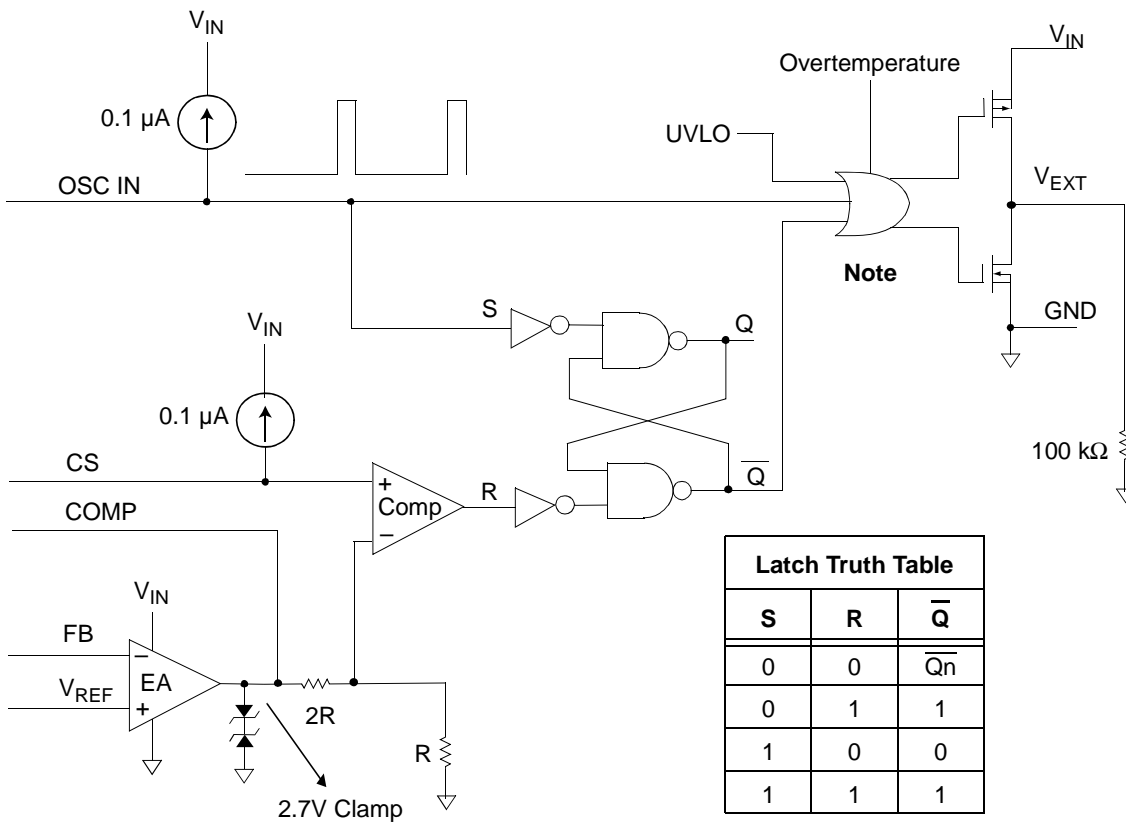 VIN
0.1 µA
OSC IN
Overtemperature
UVLO
VIN
VEXT
Note
GND
100 kΩ
S
Q
VIN
0.1 µA
CS
COMP
+
Comp
−
R
Q̅
VIN
FB
−
EA
VREF
+
2R
R
2.7V Clamp
Latch Truth Table
S R Q̅
0 0 Q̅n̅
0 1 1
1 0 0
1 1 1